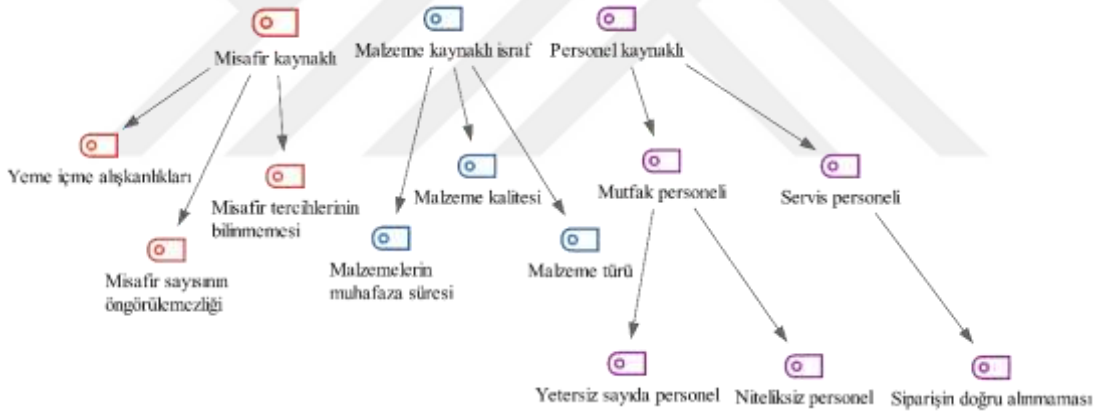 Misafir kaynaklı
Malzeme kaynaklı israf
Personel kaynaklı
Yeme içme alışkanlıkları
Misafir tercihlerinin
bilinmemesi
Malzeme kalitesi
Mutfak personeli
Servis personeli
Misafir sayısının
öngörülemezliği
Malzemelerin
muhafaza süresi
Malzeme türü
Yetersiz sayıda personel
Niteliksiz personel
Siparişin doğru alınmaması